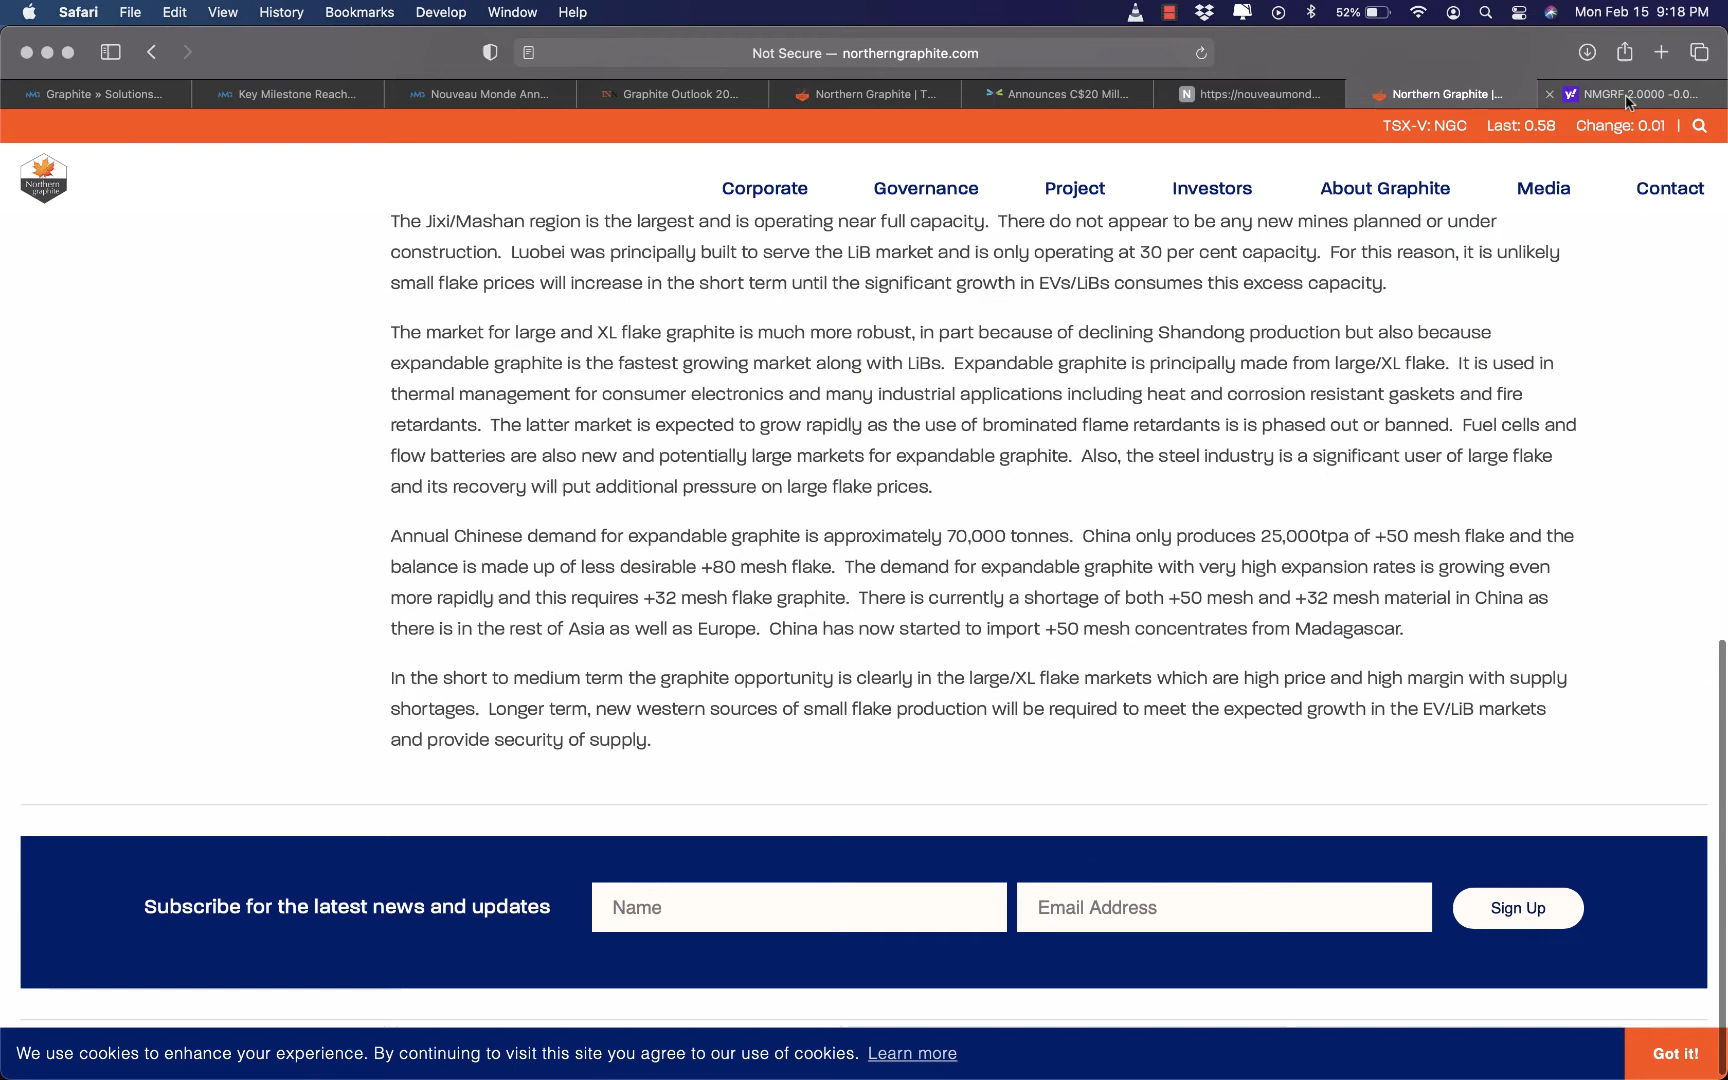 Safari File Edit View History Bookmarks Develop Window Help 52% Mon Feb 15 9:18 PM
Not Secure — northerngraphite.com
Graphite » Solutions... Key Milestone Reach... Nouveau Monde Ann... Graphite Outlook 20... Northern Graphite | T... Announces C$20 Mill... https://nouveaumond... Northern Graphite |... NMGRF 2.0000 -0.0...
TSX-V: NGC Last: 0.58 Change: 0.01 |
Northern
graphite
Corporate Governance Project Investors About Graphite Media Contact
The Jixi/Mashan region is the largest and is operating near full capacity. There do not appear to be any new mines planned or under
construction. Luobei was principally built to serve the LiB market and is only operating at 30 per cent capacity. For this reason, it is unlikely
small flake prices will increase in the short term until the significant growth in EVs/LiBs consumes this excess capacity.
The market for large and XL flake graphite is much more robust, in part because of declining Shandong production but also because
expandable graphite is the fastest growing market along with LiBs. Expandable graphite is principally made from large/XL flake. It is used in
thermal management for consumer electronics and many industrial applications including heat and corrosion resistant gaskets and fire
retardants. The latter market is expected to grow rapidly as the use of brominated flame retardants is is phased out or banned. Fuel cells and
flow batteries are also new and potentially large markets for expandable graphite. Also, the steel industry is a significant user of large flake
and its recovery will put additional pressure on large flake prices.
Annual Chinese demand for expandable graphite is approximately 70,000 tonnes. China only produces 25,000tpa of +50 mesh flake and the
balance is made up of less desirable +80 mesh flake. The demand for expandable graphite with very high expansion rates is growing even
more rapidly and this requires +32 mesh flake graphite. There is currently a shortage of both +50 mesh and +32 mesh material in China as
there is in the rest of Asia as well as Europe. China has now started to import +50 mesh concentrates from Madagascar.
In the short to medium term the graphite opportunity is clearly in the large/XL flake markets which are high price and high margin with supply
shortages. Longer term, new western sources of small flake production will be required to meet the expected growth in the EV/LiB markets
and provide security of supply.
Subscribe for the latest news and updates Name Email Address Sign Up
We use cookies to enhance your experience. By continuing to visit this site you agree to our use of cookies. Learn more Got it!